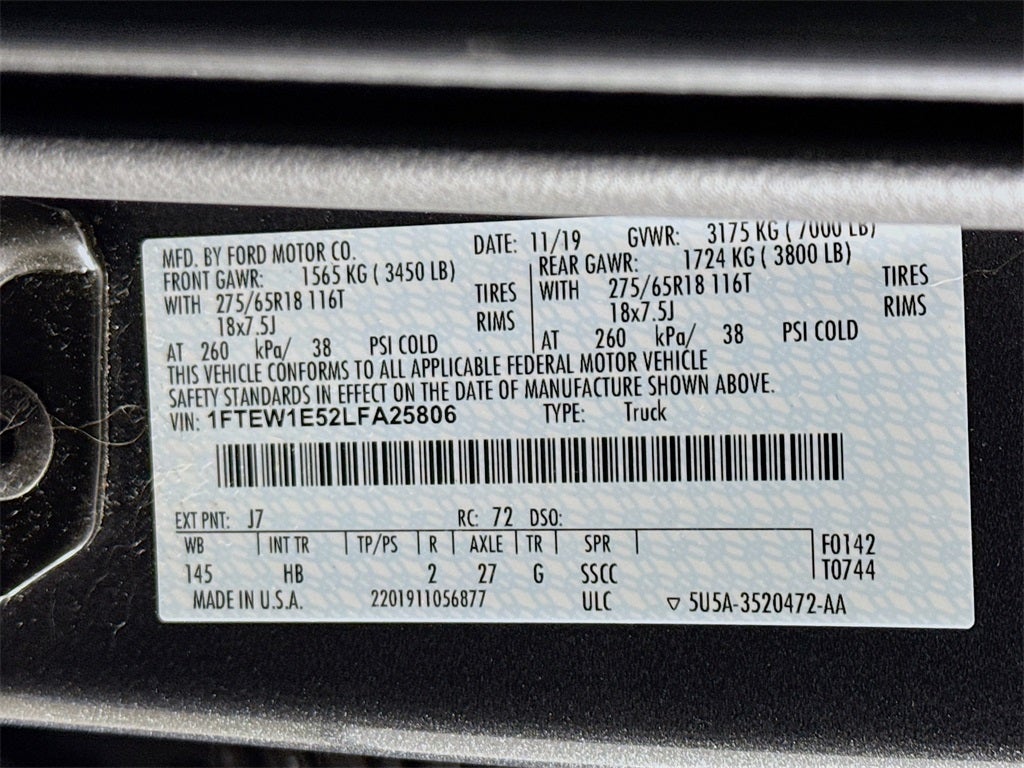 MFD. BY FORD MOTOR CO. DATE: 11/19 GVWR: 3175 KG ( 7000 LB)
FRONT GAWR: 1565 KG ( 3450 LB) REAR GAWR: 1724 KG ( 3800 LB)
WITH 275/65R18 116T TIRES WITH 275/65R18 116T TIRES
18x7.5J RIMS 18x7.5J RIMS
AT 260 kPa/ 38 PSI COLD AT 260 kPa/ 38 PSI COLD
THIS VEHICLE CONFORMS TO ALL APPLICABLE FEDERAL MOTOR VEHICLE
SAFETY STANDARDS IN EFFECT ON THE DATE OF MANUFACTURE SHOWN ABOVE.
VIN: 1FTEW1E52LFA25806 TYPE: Truck
EXT PNT: J7 RC: 72 DSO:
WB INT TR TP/PS R AXLE TR SPR F0142
145 HB 2 27 G SSCC T0744
MADE IN U.S.A. 2201911056877 ULC ▽ 5U5A-3520472-AA